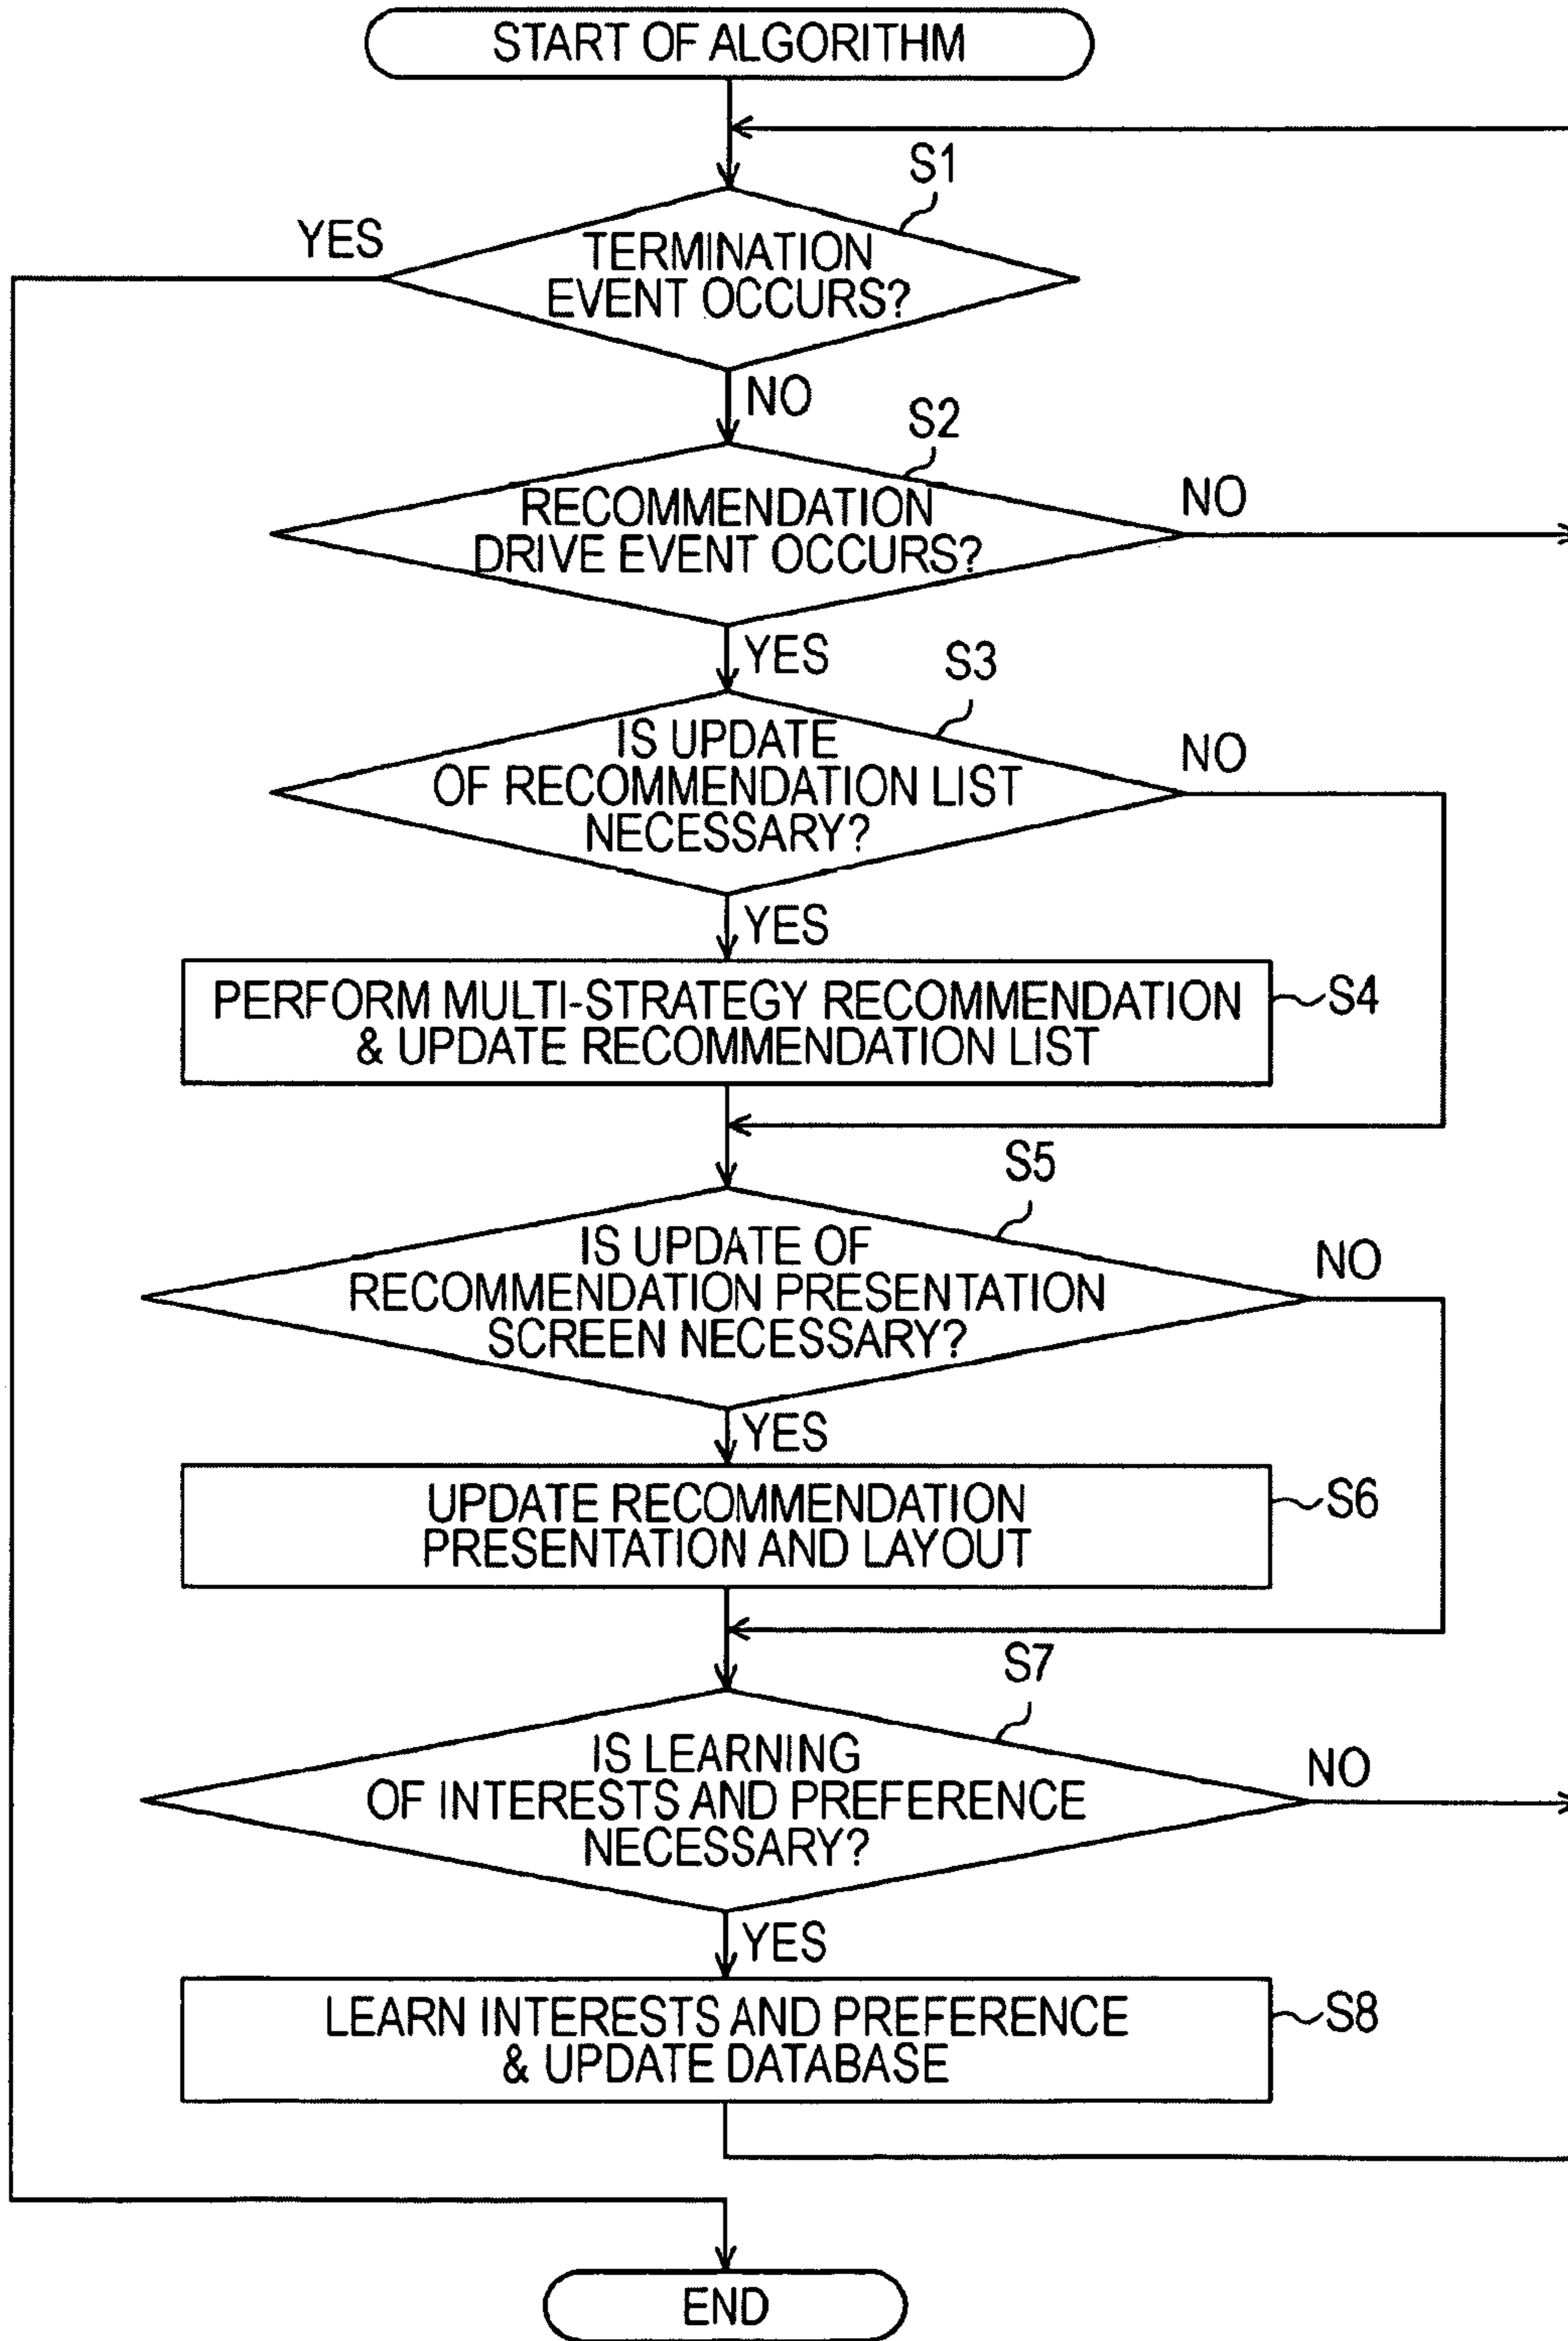 START OF ALGORITHM
S1
YES
TERMINATION
EVENT OCCURS?
NO
S2
RECOMMENDATION
DRIVE EVENT OCCURS?
NO
YES
S3
IS UPDATE
OF RECOMMENDATION LIST
NECESSARY?
NO
YES
PERFORM MULTI-STRATEGY RECOMMENDATION
& UPDATE RECOMMENDATION LIST
S4
S5
IS UPDATE OF
RECOMMENDATION PRESENTATION
SCREEN NECESSARY?
NO
YES
UPDATE RECOMMENDATION
PRESENTATION AND LAYOUT
S6
S7
IS LEARNING
OF INTERESTS AND PREFERENCE
NECESSARY?
NO
YES
LEARN INTERESTS AND PREFERENCE
& UPDATE DATABASE
S8
END